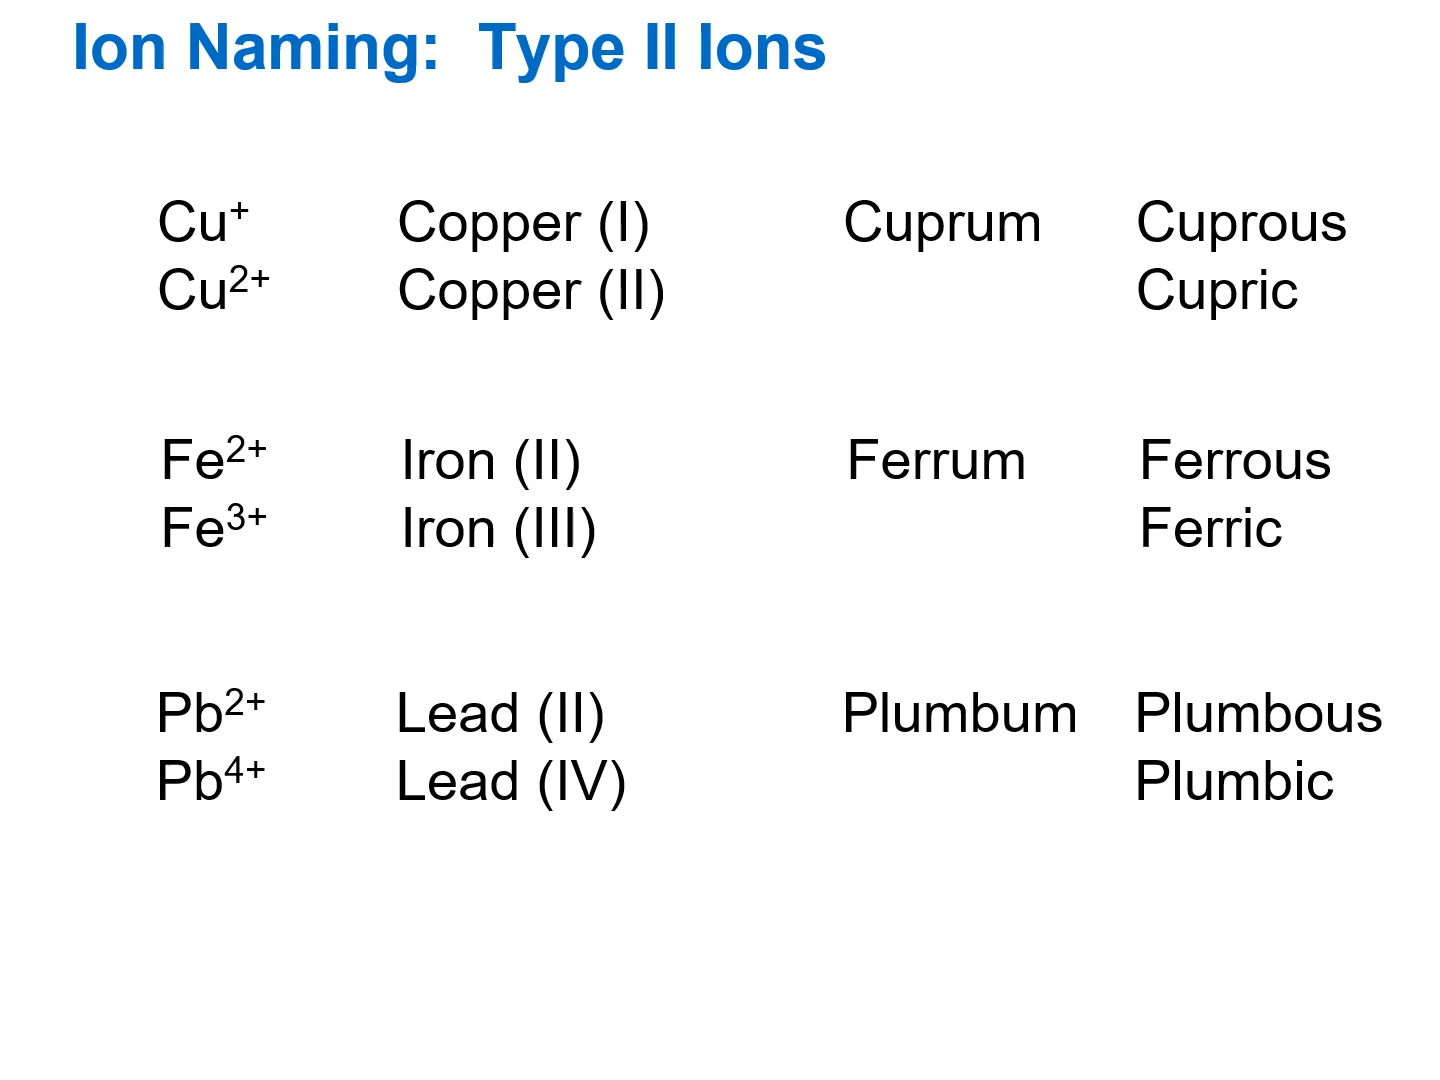 Ion Naming:  Type II Ions
Cu⁺ Copper (I) Cuprum Cuprous
Cu²⁺ Copper (II) Cupric
Fe²⁺ Iron (II) Ferrum Ferrous
Fe³⁺ Iron (III) Ferric
Pb²⁺ Lead (II) Plumbum Plumbous
Pb⁴⁺ Lead (IV) Plumbic